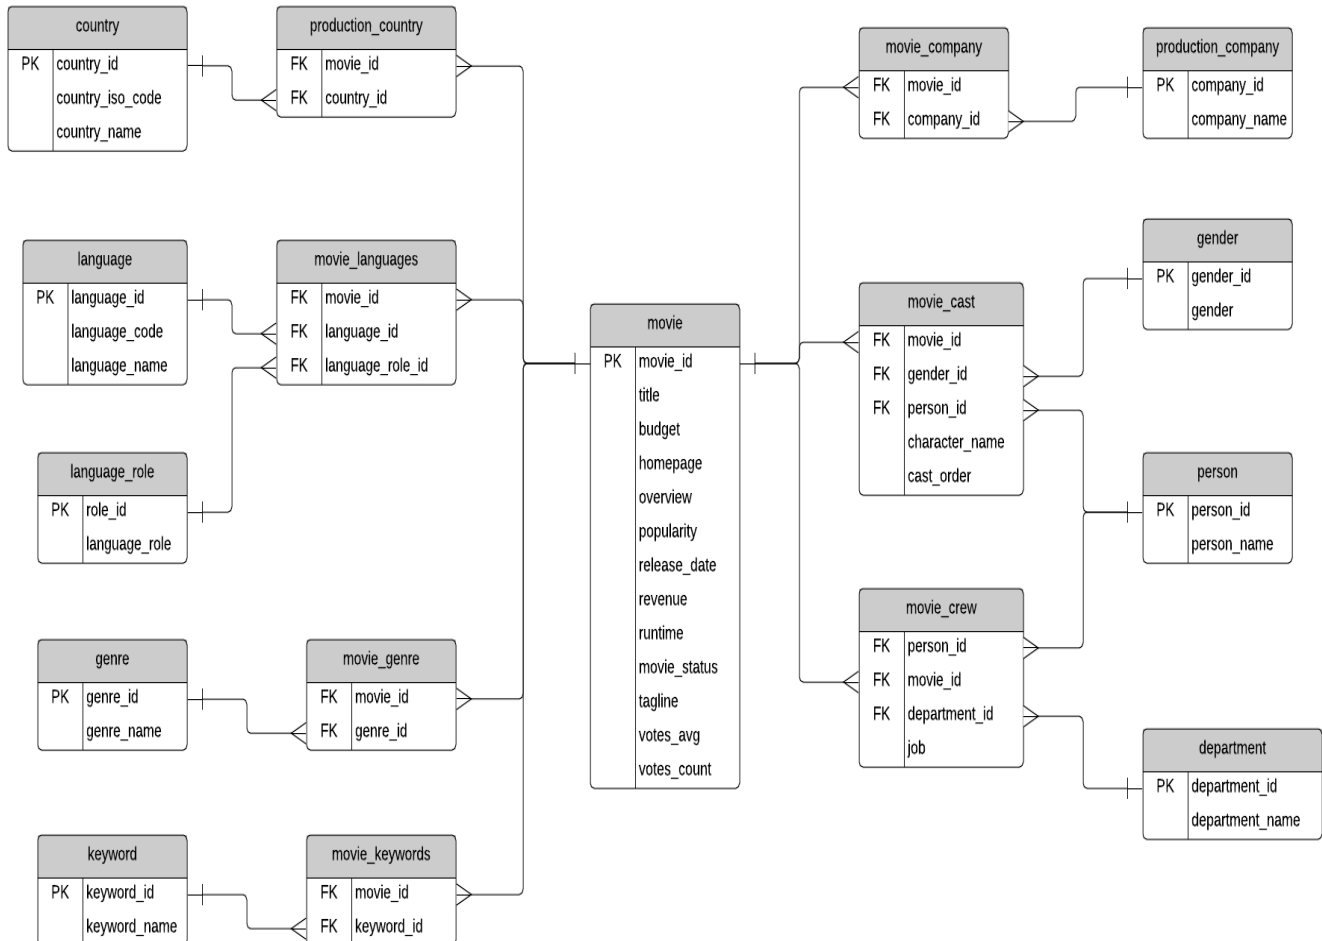 country
PK country_id
country_iso_code
country_name
production_country
FK movie_id
FK country_id
language
PK language_id
language_code
language_name
movie_languages
FK movie_id
FK language_id
FK language_role_id
language_role
PK role_id
language_role
genre
PK genre_id
genre_name
movie_genre
FK movie_id
FK genre_id
keyword
PK keyword_id
keyword_name
movie_keywords
FK movie_id
FK keyword_id
movie
PK movie_id
title
budget
homepage
overview
popularity
release_date
revenue
runtime
movie_status
tagline
votes_avg
votes_count
movie_company
FK movie_id
FK company_id
production_company
PK company_id
company_name
movie_cast
FK movie_id
FK gender_id
FK person_id
character_name
cast_order
gender
PK gender_id
gender
person
PK person_id
person_name
movie_crew
FK person_id
FK movie_id
FK department_id
job
department
PK department_id
department_name